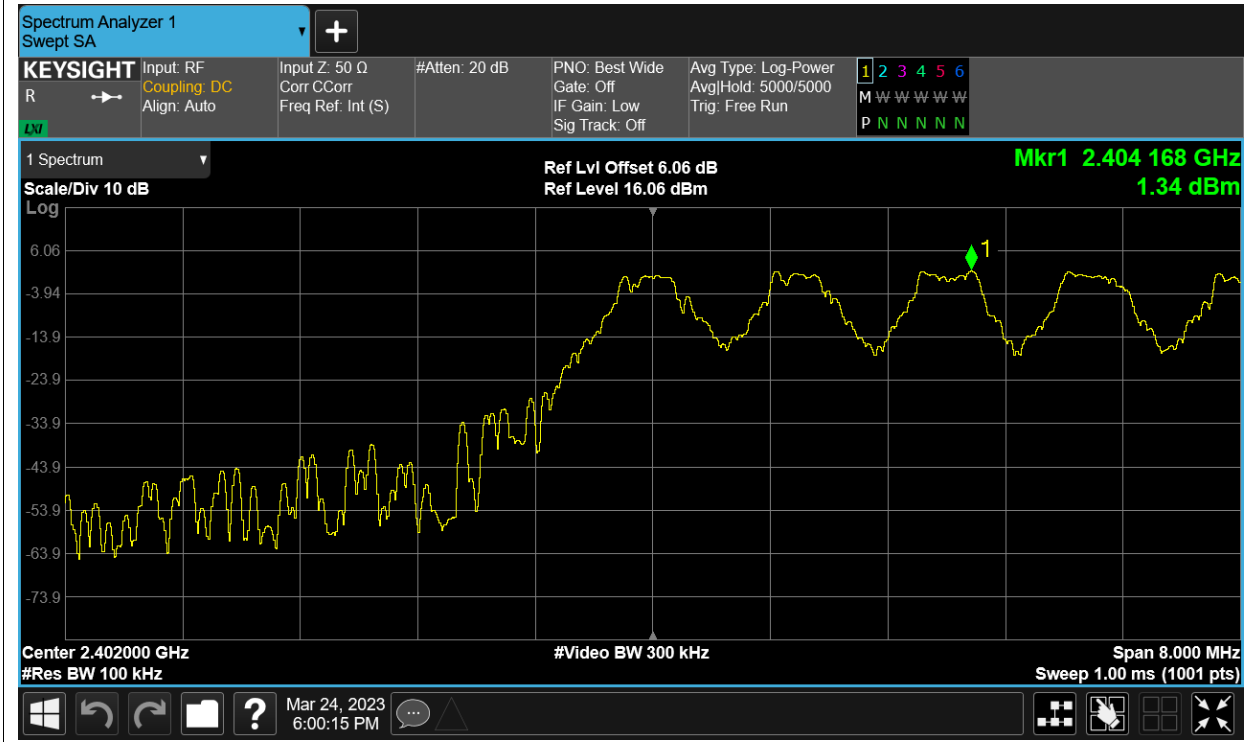 Spectrum Analyzer 1
Swept SA
+
KEYSIGHT
R
LXI
Input: RF
Coupling: DC
Align: Auto
Input Z: 50 Ω
Corr CCorr
Freq Ref: Int (S)
#Atten: 20 dB
PNO: Best Wide
Gate: Off
IF Gain: Low
Sig Track: Off
Avg Type: Log-Power
Avg|Hold: 5000/5000
Trig: Free Run
1 2 3 4 5 6
M W W W W W
P N N N N N
1 Spectrum
Scale/Div 10 dB
Log
Ref Lvl Offset 6.06 dB
Ref Level 16.06 dBm
Mkr1 2.404 168 GHz
1.34 dBm
1
6.06
-3.94
-13.9
-23.9
-33.9
-43.9
-53.9
-63.9
-73.9
Center 2.402000 GHz
#Res BW 100 kHz
#Video BW 300 kHz
Span 8.000 MHz
Sweep 1.00 ms (1001 pts)
?
Mar 24, 2023
6:00:15 PM